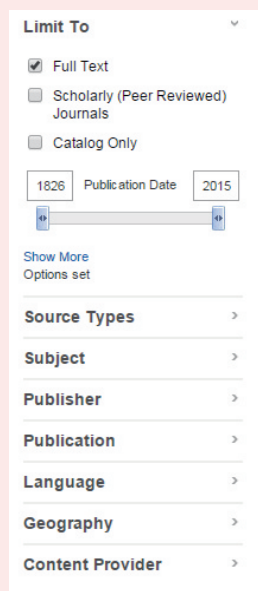 Limit To
Full Text
Scholarly (Peer Reviewed)
Journals
Catalog Only
1826 Publication Date 2015
Show More
Options set
Source Types
Subject
Publisher
Publication
Language
Geography
Content Provider